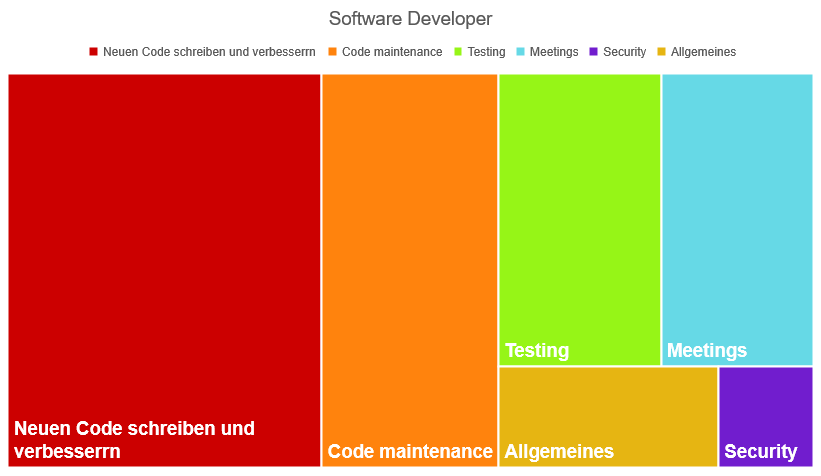 Software Developer
Neuen Code schreiben und verbesserrn Code maintenance Testing Meetings Security Allgemeines
Testing
Meetings
Neuen Code schreiben und
verbesserrn
Code maintenance
Allgemeines
Security